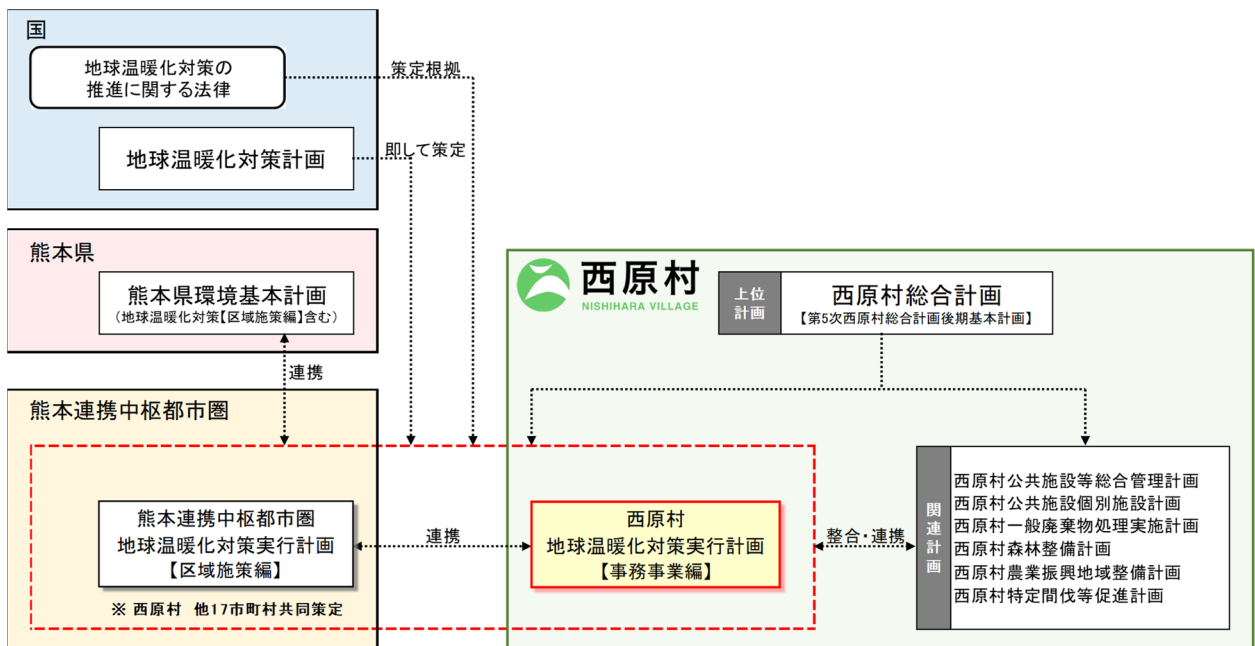 国
地球温暖化対策の
推進に関する法律
策定根拠
地球温暖化対策計画
即して策定
熊本県
熊本県環境基本計画
(地球温暖化対策【区域施策編】含む)
連携
熊本連携中枢都市圏
熊本連携中枢都市圏
地球温暖化対策実行計画
【区域施策編】
※ 西原村 他17市町村共同策定
連携
西原村
NISHIHARA VILLAGE
上位
計画
西原村総合計画
【第5次西原村総合計画後期基本計画】
西原村
地球温暖化対策実行計画
【事務事業編】
整合・連携
関連計画
西原村公共施設等総合管理計画
西原村公共施設個別施設計画
西原村一般廃棄物処理実施計画
西原村森林整備計画
西原村農業振興地域整備計画
西原村特定間伐等促進計画